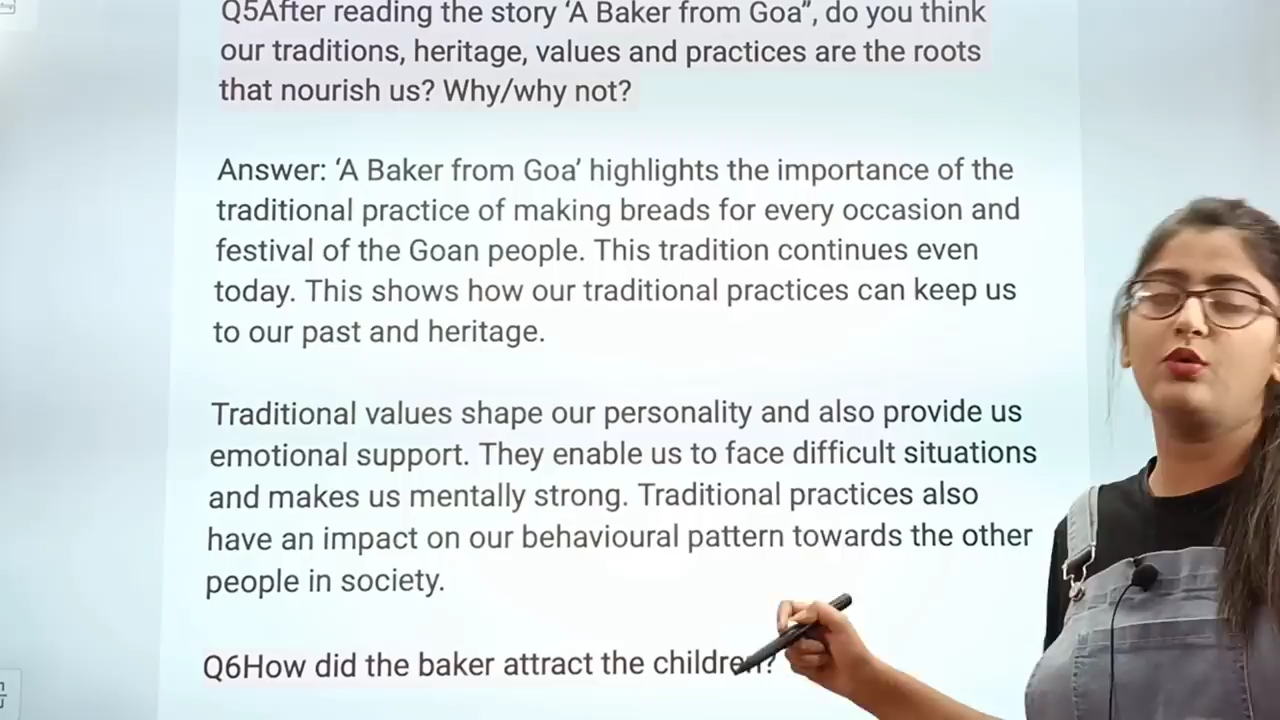 Q5After reading the story ‘A Baker from Goa”, do you think
our traditions, heritage, values and practices are the roots
that nourish us? Why/why not?
Answer: ‘A Baker from Goa’ highlights the importance of the
traditional practice of making breads for every occasion and
festival of the Goan people. This tradition continues even
today. This shows how our traditional practices can keep us
to our past and heritage.
Traditional values shape our personality and also provide us
emotional support. They enable us to face difficult situations
and makes us mentally strong. Traditional practices also
have an impact on our behavioural pattern towards the other
people in society.
Q6How did the baker attract the children?